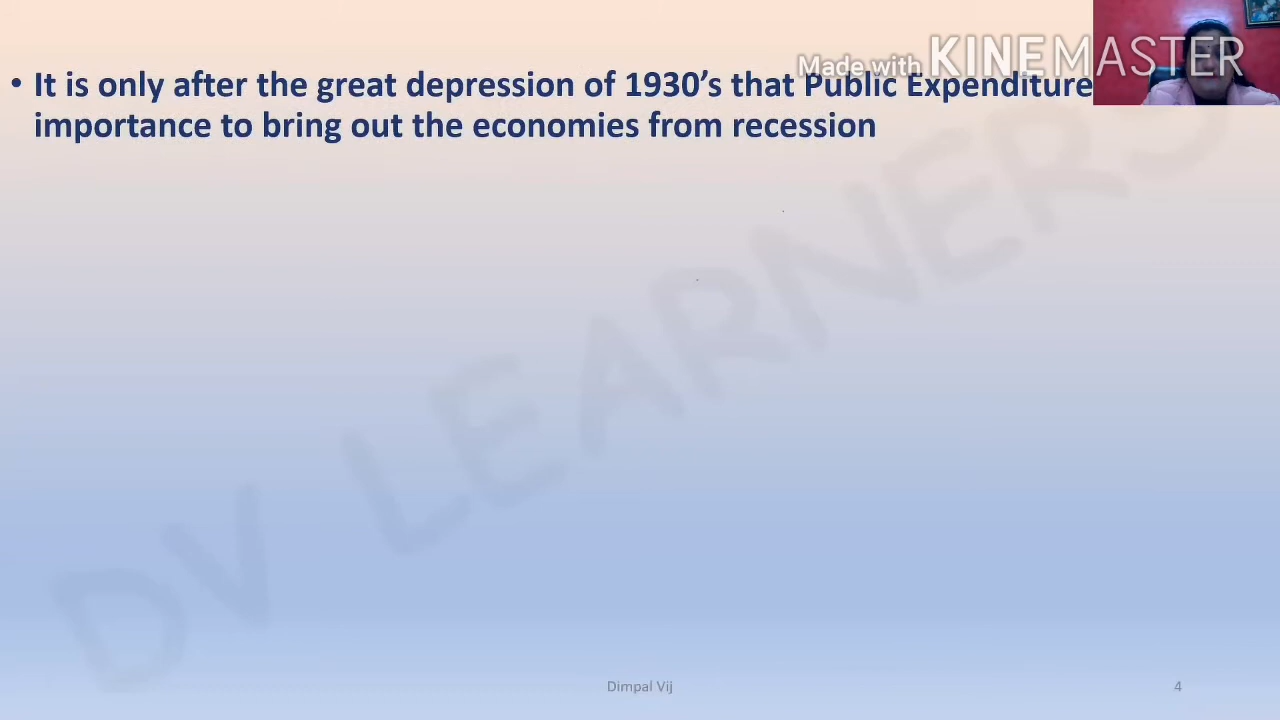 Made with KINEMASTER
• It is only after the great depression of 1930’s that Public Expenditure
importance to bring out the economies from recession
DV LEARNERS
Dimpal Vij
4